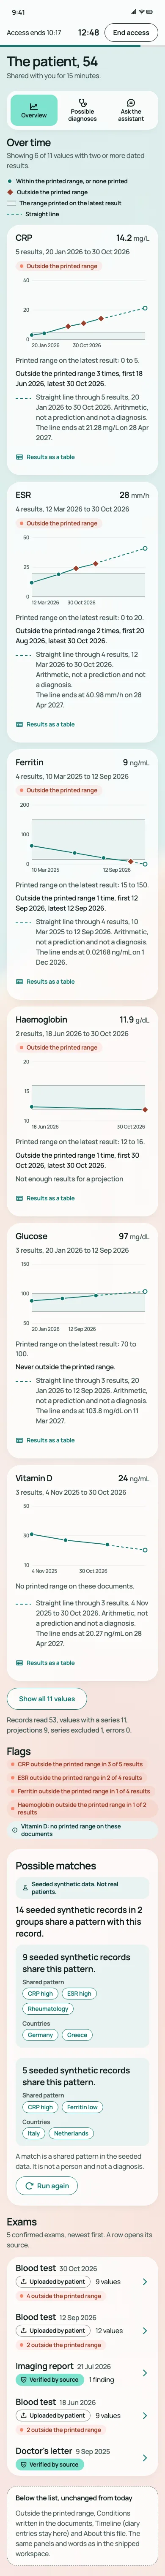 9:41
Access ends 10:17
12:48
End access
The patient, 54
Shared with you for 15 minutes.
Overview
Possible diagnoses
Ask the assistant
Over time
Showing 6 of 11 values with two or more dated
results.
Within the printed range, or none printed
Outside the printed range
The range printed on the latest result
Straight line
CRP
14.2 mg/L
5 results, 20 Jan 2026 to 30 Oct 2026
Outside the printed range
40
20
0
20 Jan 2026
30 Oct 2026
Printed range on the latest result: 0 to 5.
Outside the printed range 3 times, first 18
Jun 2026, latest 30 Oct 2026.
Straight line through 5 results, 20
Jan 2026 to 30 Oct 2026. Arithmetic,
not a prediction and not a diagnosis.
The line ends at 21.28 mg/L on 28 Apr
2027.
Results as a table
ESR
28 mm/h
4 results, 12 Mar 2026 to 30 Oct 2026
Outside the printed range
50
25
0
12 Mar 2026
30 Oct 2026
Printed range on the latest result: 0 to 20.
Outside the printed range 2 times, first 20
Aug 2026, latest 30 Oct 2026.
Straight line through 4 results, 12
Mar 2026 to 30 Oct 2026.
Arithmetic, not a prediction and not
a diagnosis.
The line ends at 40.98 mm/h on 28
Apr 2027.
Results as a table
Ferritin
9 ng/mL
4 results, 10 Mar 2025 to 12 Sep 2026
Outside the printed range
200
100
0
10 Mar 2025
12 Sep 2026
Printed range on the latest result: 15 to 150.
Outside the printed range 1 time, first 12
Sep 2026, latest 12 Sep 2026.
Straight line through 4 results, 10
Mar 2025 to 12 Sep 2026. Arithmetic,
not a prediction and not a diagnosis.
The line ends at 0.02168 ng/mL on 1
Dec 2026.
Results as a table
Haemoglobin
11.9 g/dL
2 results, 18 Jun 2026 to 30 Oct 2026
Outside the printed range
20
15
10
18 Jun 2026
30 Oct 2026
Printed range on the latest result: 12 to 16.
Outside the printed range 1 time, first 30
Oct 2026, latest 30 Oct 2026.
Not enough results for a projection
Results as a table
Glucose
97 mg/dL
3 results, 20 Jan 2026 to 12 Sep 2026
150
100
50
20 Jan 2026
12 Sep 2026
Printed range on the latest result: 70 to
100.
Never outside the printed range.
Straight line through 3 results, 20
Jan 2026 to 12 Sep 2026. Arithmetic,
not a prediction and not a diagnosis.
The line ends at 103.8 mg/dL on 11
Mar 2027.
Results as a table
Vitamin D
24 ng/mL
3 results, 4 Nov 2025 to 30 Oct 2026
50
30
10
4 Nov 2025
30 Oct 2026
No printed range on these documents.
Straight line through 3 results, 4 Nov
2025 to 30 Oct 2026. Arithmetic, not
a prediction and not a diagnosis.
The line ends at 20.27 ng/mL on 28
Apr 2027.
Results as a table
Show all 11 values
Records read 53, values with a series 11,
projections 9, series excluded 1, errors 0.
Flags
CRP outside the printed range in 3 of 5 results
ESR outside the printed range in 2 of 4 results
Ferritin outside the printed range in 1 of 4 results
Haemoglobin outside the printed range in 1 of 2
results
Vitamin D: no printed range on these
documents
Possible matches
Seeded synthetic data. Not real
patients.
14 seeded synthetic records in 2
groups share a pattern with this
record.
9 seeded synthetic records
share this pattern.
Shared pattern
CRP high
ESR high
Rheumatology
Countries
Germany
Greece
5 seeded synthetic records
share this pattern.
Shared pattern
CRP high
Ferritin low
Countries
Italy
Netherlands
A match is a shared pattern in the seeded
data. It is not a person and not a diagnosis.
Run again
Exams
5 confirmed exams, newest first. A row opens its
source.
Blood test 30 Oct 2026
Uploaded by patient
9 values
4 outside the printed range
Blood test 12 Sep 2026
Uploaded by patient
12 values
2 outside the printed range
Imaging report 21 Jul 2026
Verified by source
1 finding
Blood test 18 Jun 2026
Uploaded by patient
9 values
2 outside the printed range
Doctor's letter 9 Sep 2025
Verified by source
Below the list, unchanged from today
Outside the printed range, Conditions
written in the documents, Timeline (diary
entries stay here) and About this file. The
same panels and words as in the shipped
workspace.